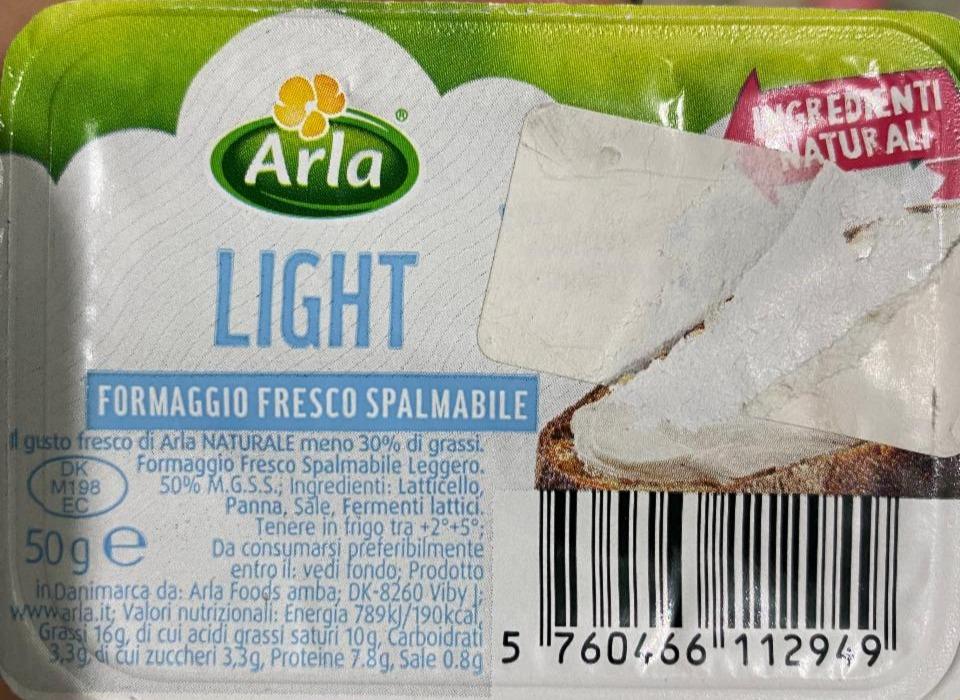 Arla®
INGREDIENTI
NATURALI
LIGHT
FORMAGGIO FRESCO SPALMABILE
Il gusto fresco di Arla NATURALE meno 30% di grassi.
DK
M198
EC
50 g e
Formaggio Fresco Spalmabile Leggero.
50% M.G.S.S.; Ingredienti: Latticello,
Panna, Sale, Fermenti lattici.
Tenere in frigo tra +2°+5°;
Da consumarsi preferibilmente
entro il: vedi fondo; Prodotto
in Danimarca da: Arla Foods amba; DK-8260 Viby J;
www.arla.it; Valori nutrizionali: Energia 789kJ/190kcal,
Grassi 16g, di cui acidi grassi saturi 10g, Carboidrati
3,3g, di cui zuccheri 3,3g, Proteine 7.8g, Sale 0.8g
5 760466 112949